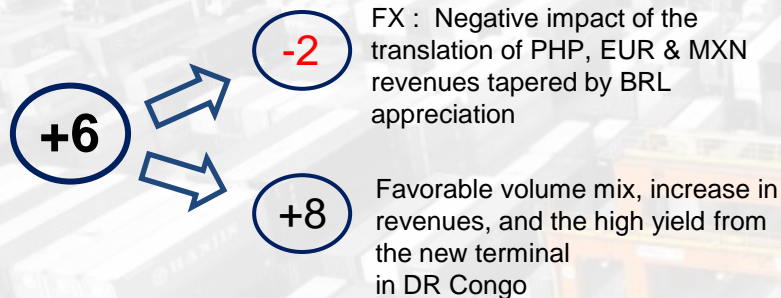 +6
-2
FX : Negative impact of the
translation of PHP, EUR & MXN
revenues tapered by BRL
appreciation
+8
Favorable volume mix, increase in
revenues, and the high yield from
the new terminal
in DR Congo
HANJIN